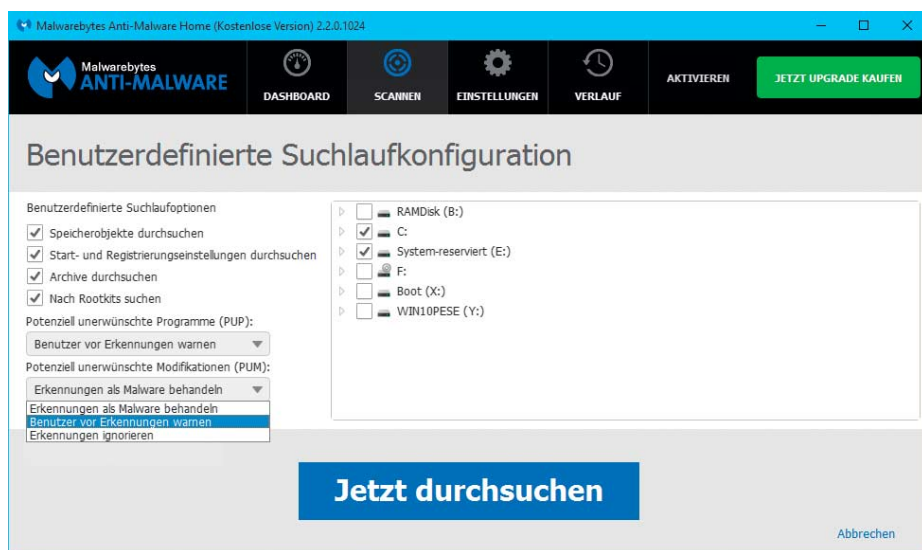 Malwarebytes Anti-Malware Home (Kostenlose Version) 2.2.0.1024
Malwarebytes
ANTI-MALWARE
DASHBOARD
SCANNEN
EINSTELLUNGEN
VERLAUF
AKTIVIEREN
JETZT UPGRADE KAUFEN
Benutzerdefinierte Suchlaufkonfiguration
Benutzerdefinierte Suchlaufoptionen
Speicherobjekte durchsuchen
Start- und Registrierungseinstellungen durchsuchen
Archive durchsuchen
Nach Rootkits suchen
Potenziell unerwünschte Programme (PUP):
Benutzer vor Erkennungen warnen
Potenziell unerwünschte Modifikationen (PUM):
Erkennungen als Malware behandeln
Erkennungen als Malware behandeln
Benutzer vor Erkennungen warnen
Erkennungen ignorieren
RAMDisk (B:)
C:
System-reserviert (E:)
F:
Boot (X:)
WIN10PESE (Y:)
Jetzt durchsuchen
Abbrechen